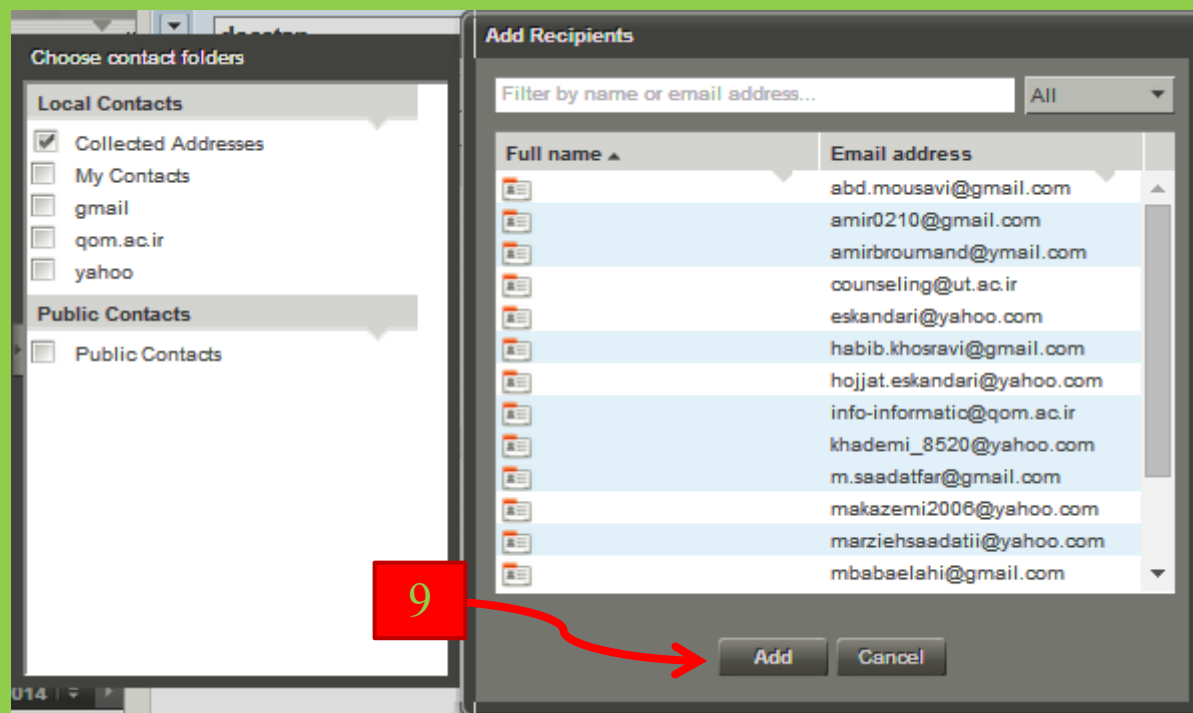 Choose contact folders
Local Contacts
Collected Addresses
My Contacts
gmail
qom.ac.ir
yahoo
Public Contacts
Public Contacts
014
Add Recipients
Filter by name or email address...
All
Full name Email address
abd.mousavi@gmail.com
amir0210@gmail.com
amirbroumand@ymail.com
counseling@ut.ac.ir
eskandari@yahoo.com
habib.khosravi@gmail.com
hojjat.eskandari@yahoo.com
info-informatic@qom.ac.ir
khademi_8520@yahoo.com
m.saadatfar@gmail.com
makazemi2006@yahoo.com
marziehsaadatii@yahoo.com
mbabaelahi@gmail.com
9
Add Cancel